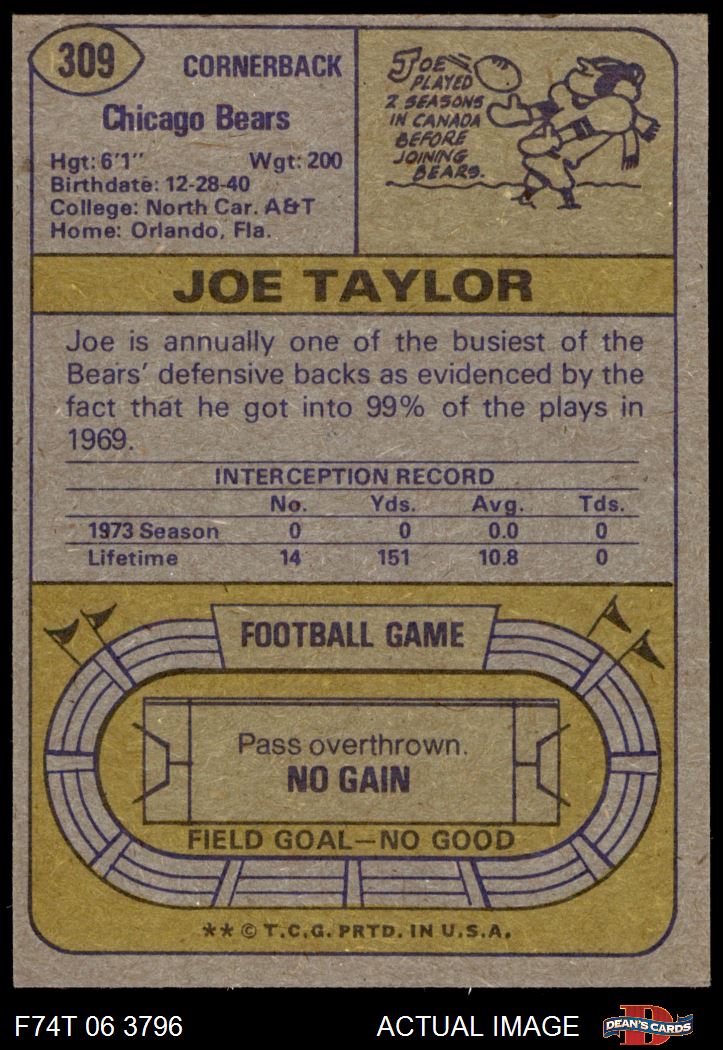 309
CORNERBACK
Chicago Bears
Hgt: 6'1" Wgt: 200
Birthdate: 12-28-40
College: North Car. A&T
Home: Orlando, Fla.
JOE
PLAYED
2 SEASONS
IN CANADA
BEFORE
JOINING
BEARS.
JOE TAYLOR
Joe is annually one of the busiest of the
Bears' defensive backs as evidenced by the
fact that he got into 99% of the plays in
1969.
INTERCEPTION RECORD
No. Yds. Avg. Tds.
1973 Season 0 0 0.0 0
Lifetime 14 151 10.8 0
FOOTBALL GAME
Pass overthrown.
NO GAIN
FIELD GOAL—NO GOOD
** © T.C.G. PRTD. IN U.S.A.
F74T 06 3796 ACTUAL IMAGE
D
DEAN'S CARDS